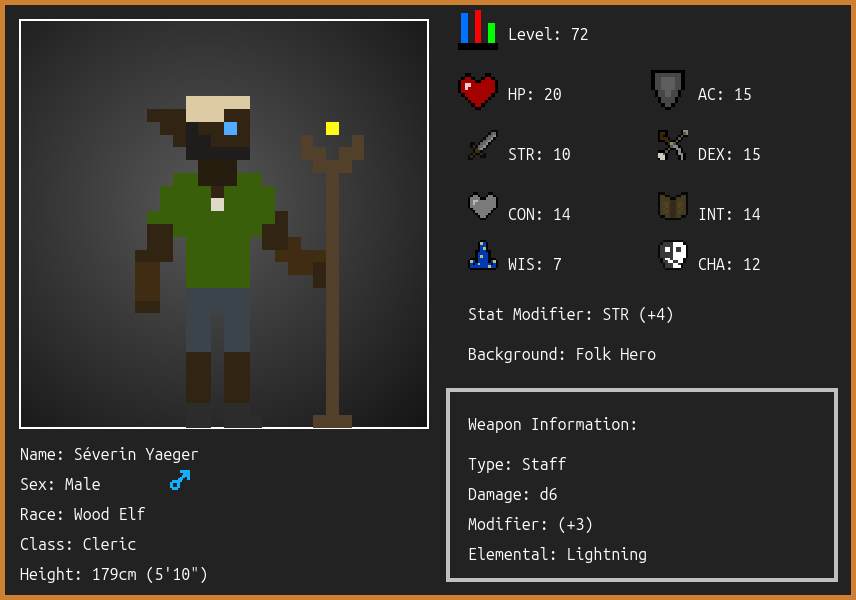 Level: 72
HP: 20
AC: 15
STR: 10
DEX: 15
CON: 14
INT: 14
WIS: 7
CHA: 12
Stat Modifier: STR (+4)
Background: Folk Hero
Weapon Information:
Type: Staff
Damage: d6
Modifier: (+3)
Elemental: Lightning
Name: Séverin Yaeger
Sex: Male
Race: Wood Elf
Class: Cleric
Height: 179cm (5'10")